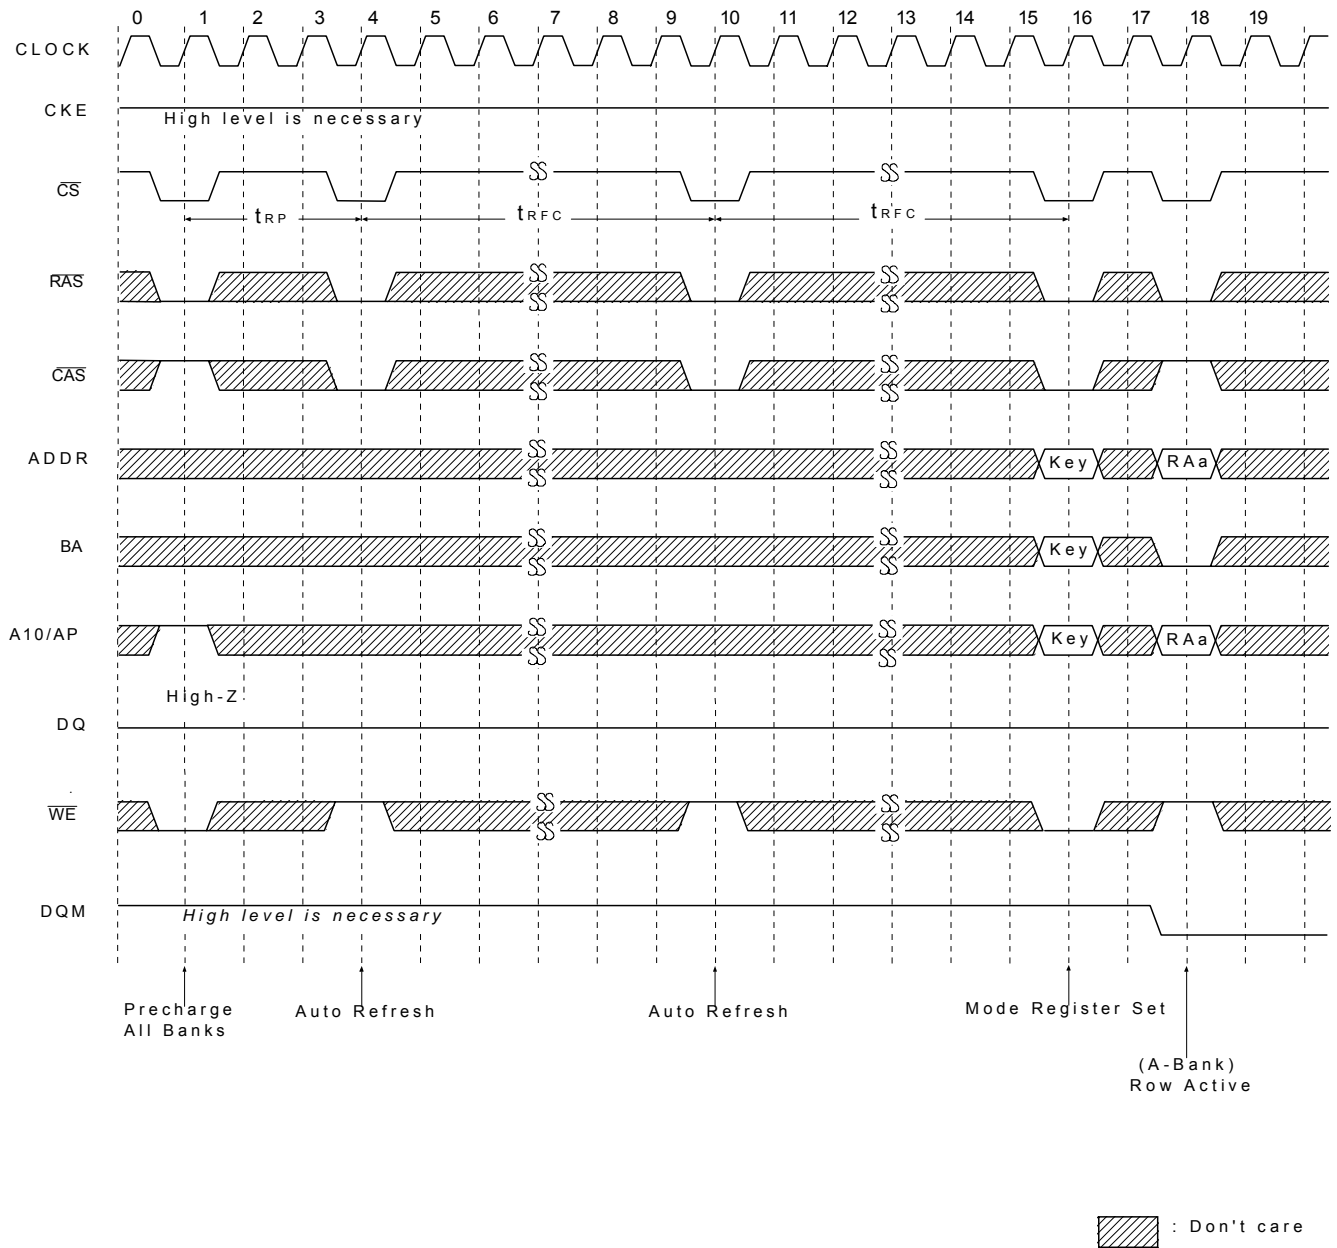 0 1 2 3 4 5 6 7 8 9 10 11 12 13 14 15 16 17 18 19
CLOCK
CKE
High level is necessary
CS
tRP tRFC tRFC
RAS
CAS
ADDR Key RAa
BA Key
A10/AP Key RAa
High-Z
DQ
WE
DQM High level is necessary
Precharge
All Banks
Auto Refresh
Auto Refresh
Mode Register Set
(A-Bank)
Row Active
: Don't care